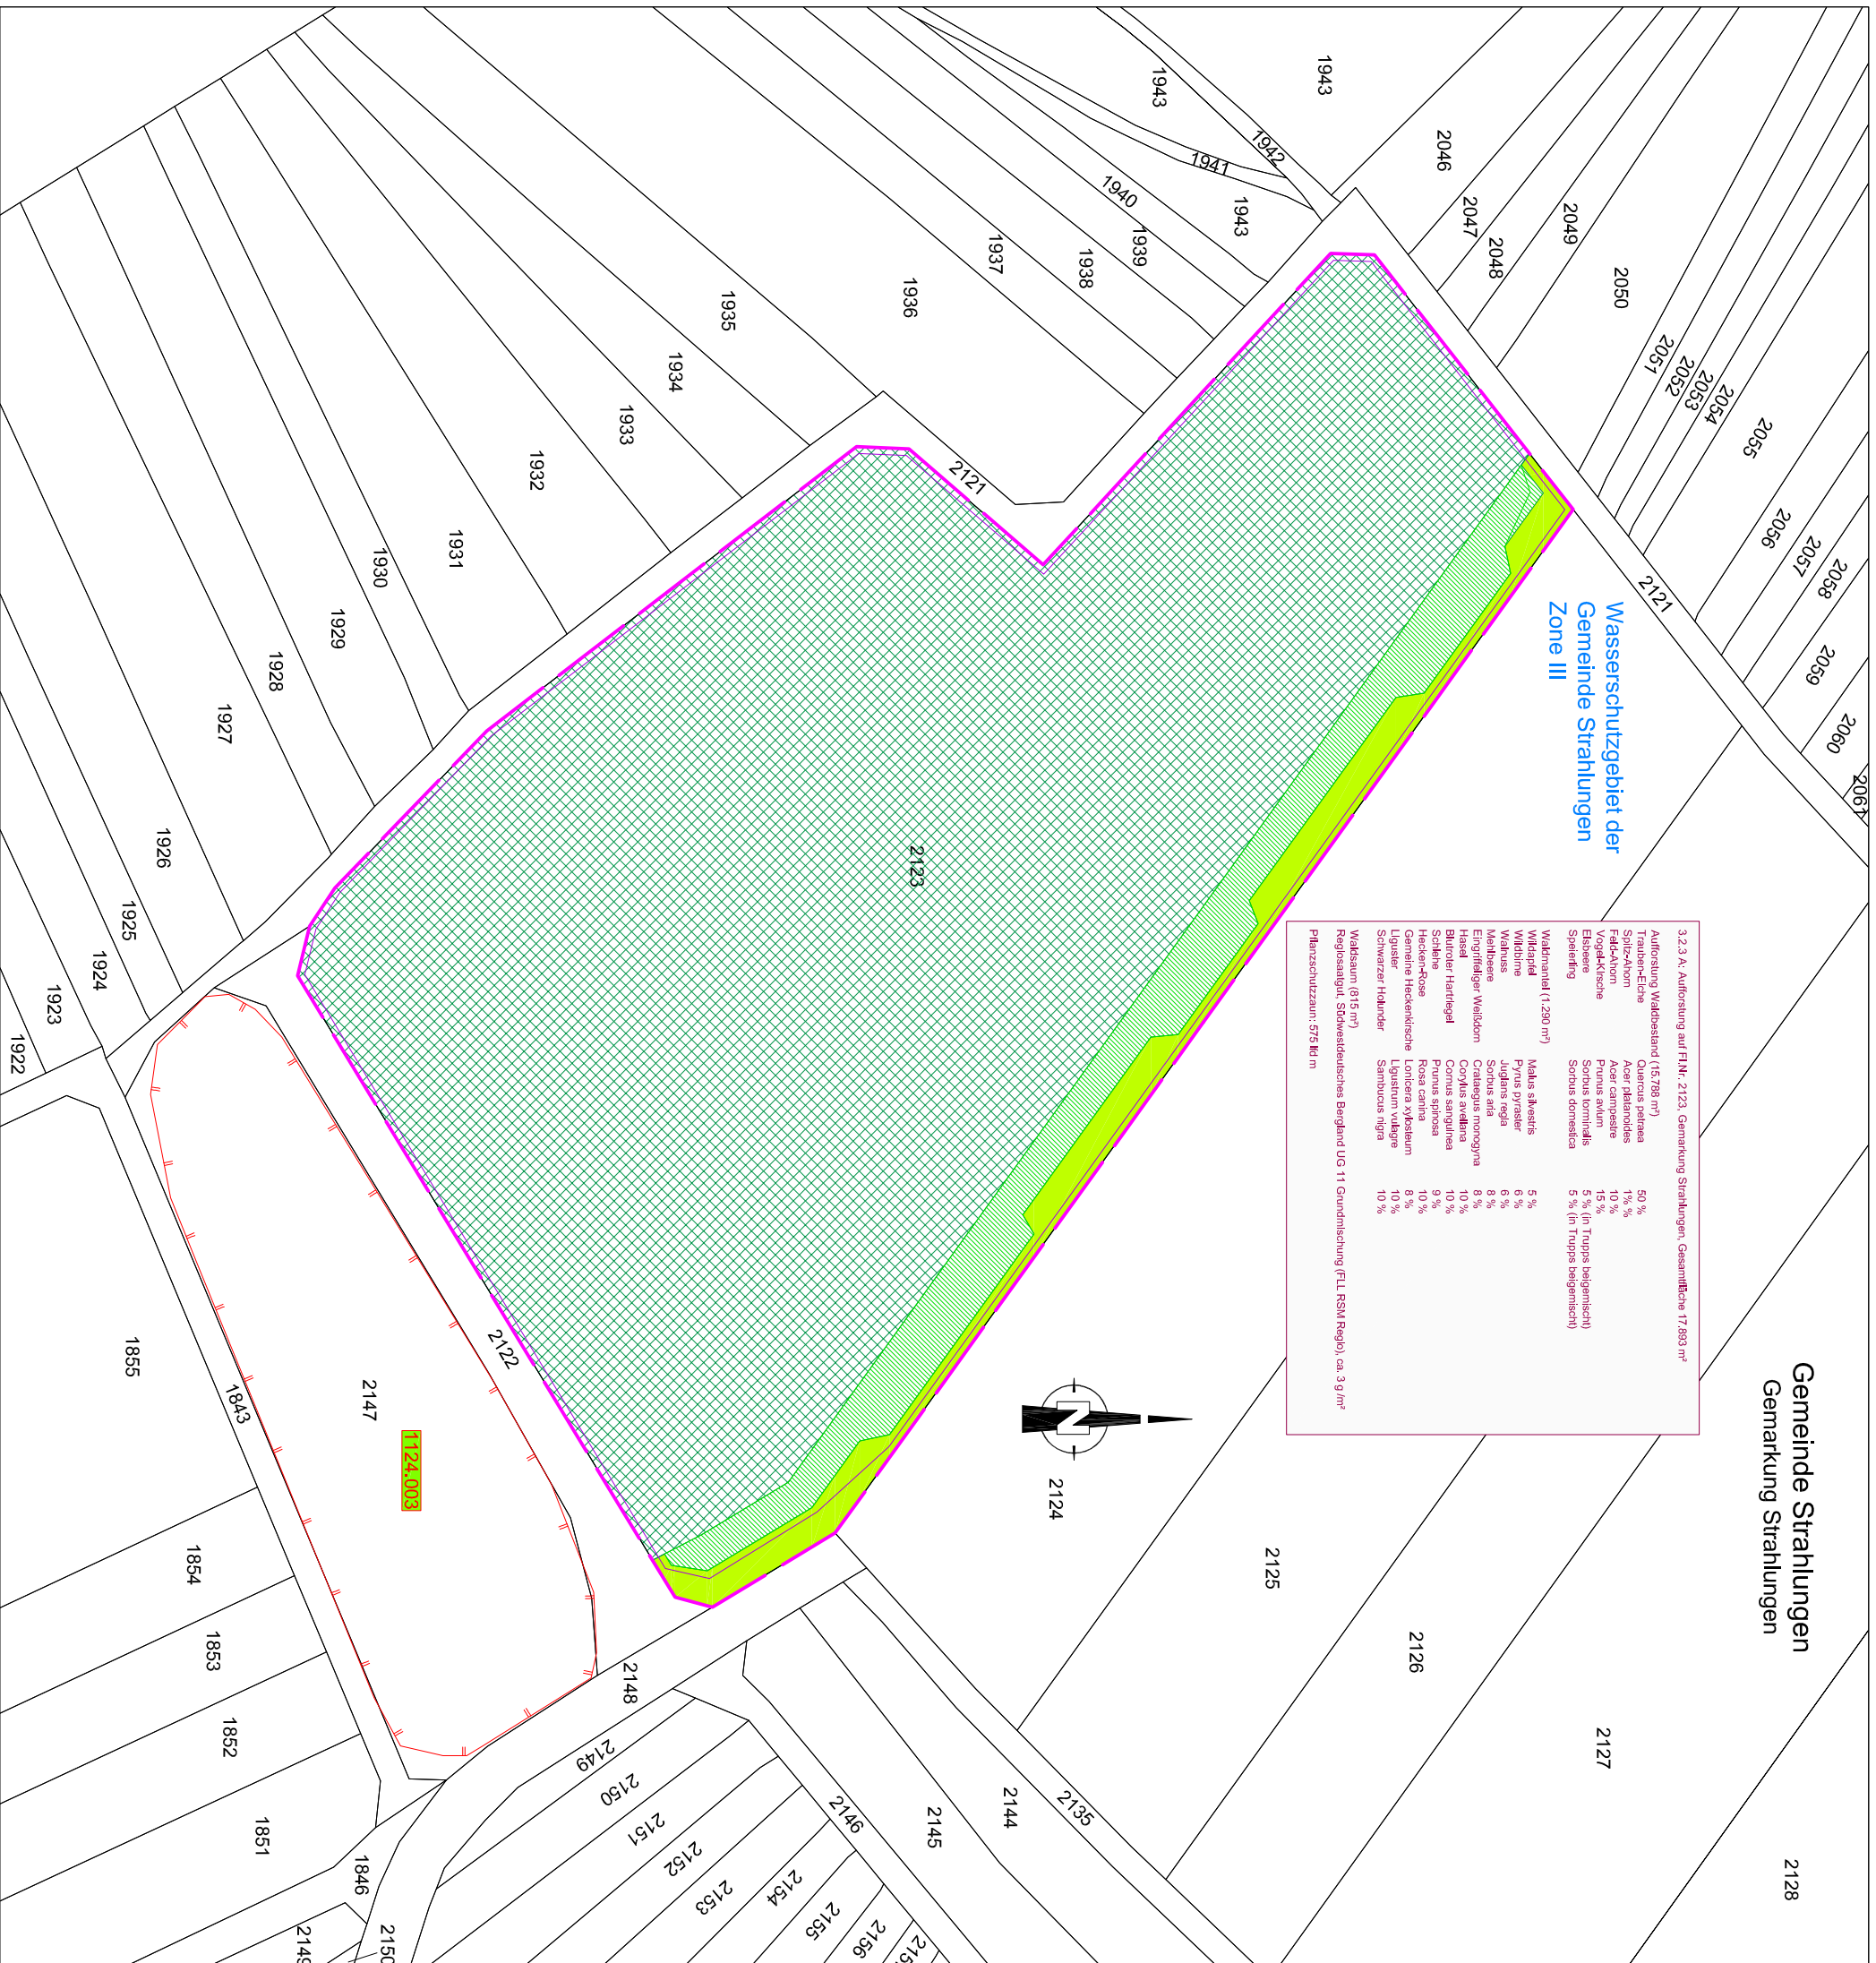 Gemeinde Strahlungen
Gemarkung Strahlungen
Wasserschutzgebiet der
Gemeinde Strahlungen
Zone III
3.2.3 A: Aufforstung auf Fl.Nr. 2123, Gemarkung Strahlungen, Gesamtfläche 17.893 m²
Aufforstung Waldbestand (15.788 m²)
Trauben-Eiche Quercus petraea 50 %
Spitz-Ahorn Acer platanoides 1% %
Feld-Ahorn Acer campestre 10 %
Vogel-Kirsche Prunus avium 15 %
Elsbeere Sorbus torminalis 5 % (in Trupps beigemischt)
Speierling Sorbus domestica 5 % (in Trupps beigemischt)
Waldmantel (1.290 m²)
Wildapfel Malus silvestris 5 %
Wildbirne Pyrus pyraster 6 %
Walnuss Juglans regia 6 %
Mehlbeere Sorbus aria 8 %
Eingriffeliger Weißdorn Crataegus monogyna 8 %
Hasel Corylus avellana 10 %
Blutroter Hartriegel Cornus sanguinea 10 %
Schlehe Prunus spinosa 9 %
Hecken-Rose Rosa canina 10 %
Gemeine Heckenkirsche Lonicera xylosteum 8 %
Liguster Ligustrum vulagre 10 %
Schwarzer Holunder Sambucus nigra 10 %
Waldsaum (815 m²)
Regiosaatgut, Südwestdeutsches Bergland UG 11 Grundmischung (FLL RSM Regio), ca. 3 g /m²
Pflanzschutzzaun: 575 lfd m
2061
2060
2059
2058
2057
2056
2055
2054
2053
2052
2051
2050
2049
2048
2047
2046
1943
1943
1943
1942
1941
1940
1939
1938
1937
1936
1935
1934
1933
1932
1931
1930
1929
1928
1927
1926
1925
1924
1923
1922
2121
2121
2123
2122
2124
2125
2126
2127
2128
2135
2144
2145
2146
2147
1124.003
2148
2149
2150
2151
2152
2153
2154
2155
2156
1843
1855
1854
1853
1852
1851
1846
2149
2150
N